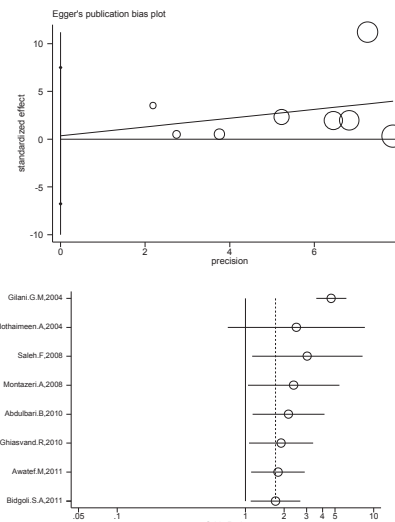 Egger's publication bias plot
standardized effect
10
5
0
-5
-10
0 2 4 6
precision
Gilani.G.M,2004
othaimeen.A,2004
Saleh.F,2008
Montazeri.A,2008
Abdulbari.B,2010
Ghiasvand.R,2010
Awatef.M,2011
Bidgoli.S.A,2011
.05 .1 1 2 3 4 5 10